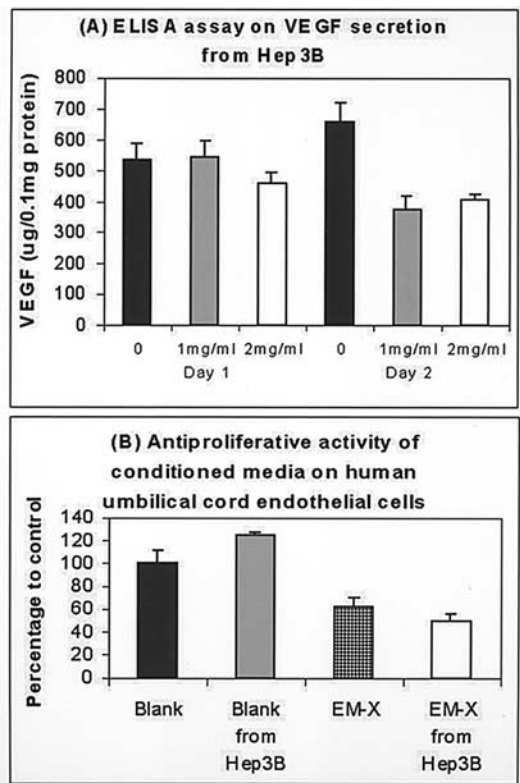 (A) ELISA assay on VEGF secretion
from Hep3B
VEGF (ug/0.1mg protein)
800
700
600
500
400
300
200
100
0
0 1mg/ml 2mg/ml 0 1mg/ml 2mg/ml
Day 1 Day 2
(B) Antiproliferative activity of
conditioned media on human
umbilical cord endothelial cells
Percentage to control
140
120
100
80
60
40
20
0
Blank Blank EM-X EM-X
from from
Hep3B Hep3B